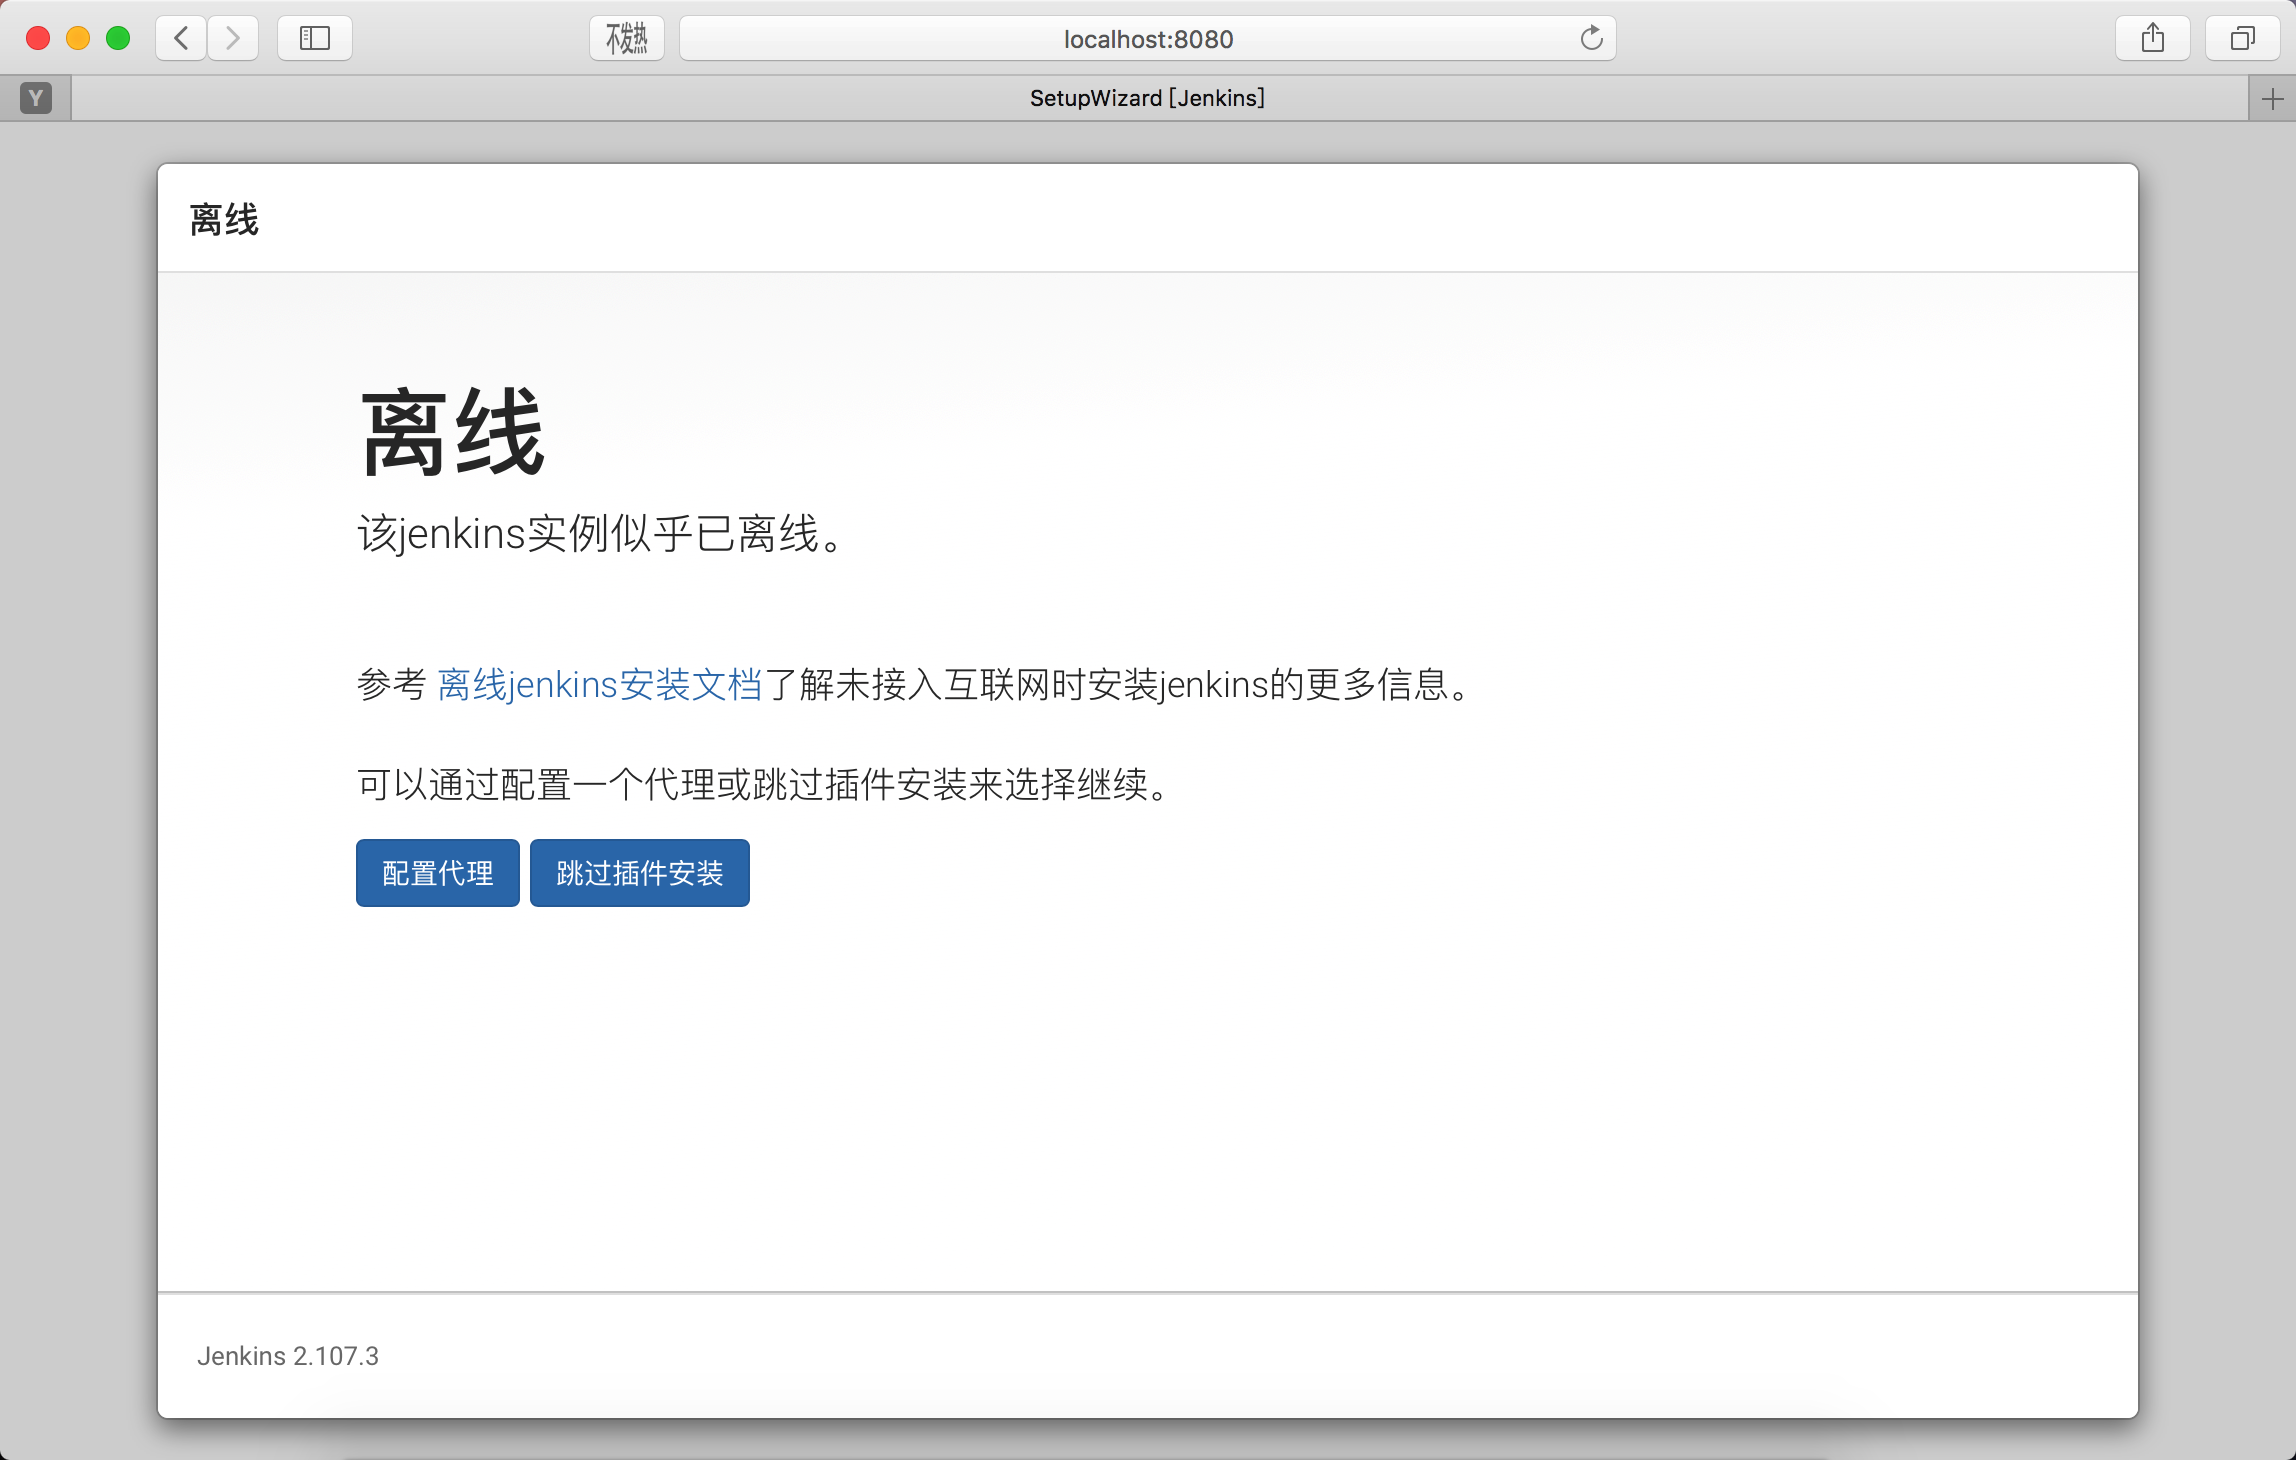 不发热
localhost:8080
Y
SetupWizard [Jenkins]
离线
离线
该jenkins实例似乎已离线。
参考 离线jenkins安装文档了解未接入互联网时安装jenkins的更多信息。
可以通过配置一个代理或跳过插件安装来选择继续。
配置代理 跳过插件安装
Jenkins 2.107.3